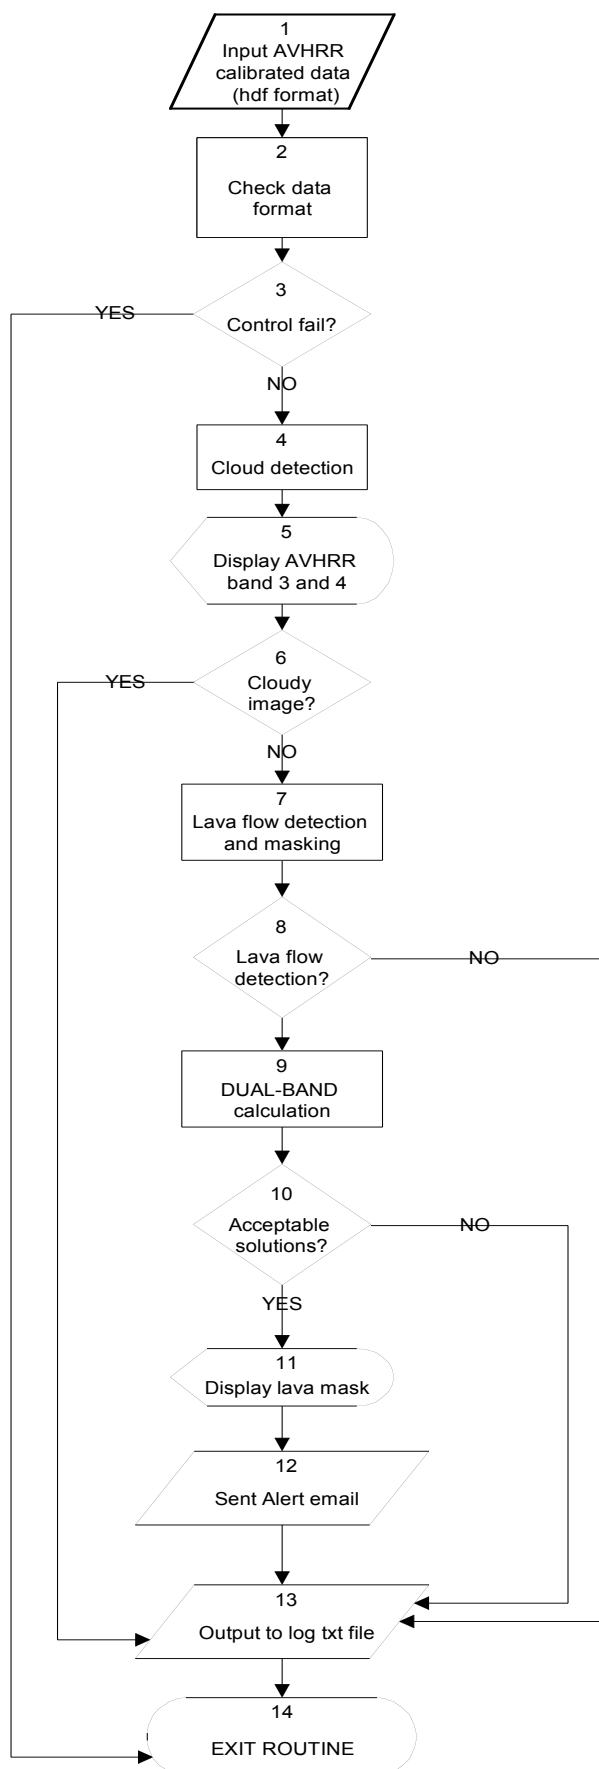 1
Input AVHRR
calibrated data
(hdf format)
2
Check data
format
3
Control fail?
YES
NO
4
Cloud detection
5
Display AVHRR
band 3 and 4
6
Cloudy
image?
YES
NO
7
Lava flow detection
and masking
8
Lava flow
detection?
NO
9
DUAL-BAND
calculation
10
Acceptable
solutions?
NO
YES
11
Display lava mask
12
Sent Alert email
13
Output to log txt file
14
EXIT ROUTINE